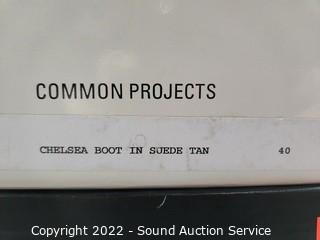 COMMON PROJECTS
CHELSEA BOOT IN SUEDE TAN 40
Copyright 2022 - Sound Auction Service